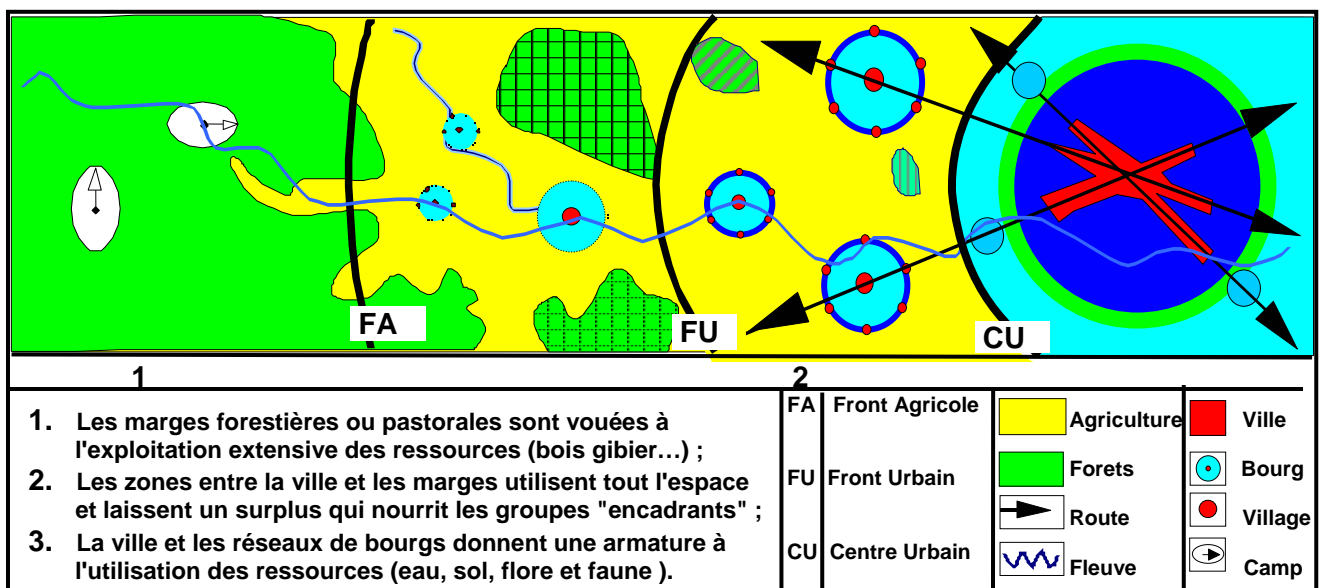 FA
FU
CU
1
2
1. Les marges forestières ou pastorales sont vouées à
l'exploitation extensive des ressources (bois gibier…) ;
2. Les zones entre la ville et les marges utilisent tout l'espace
et laissent un surplus qui nourrit les groupes "encadrants" ;
3. La ville et les réseaux de bourgs donnent une armature à
l'utilisation des ressources (eau, sol, flore et faune ).
FA Front Agricole
FU Front Urbain
CU Centre Urbain
Agriculture
Forets
Route
Fleuve
Ville
Bourg
Village
Camp